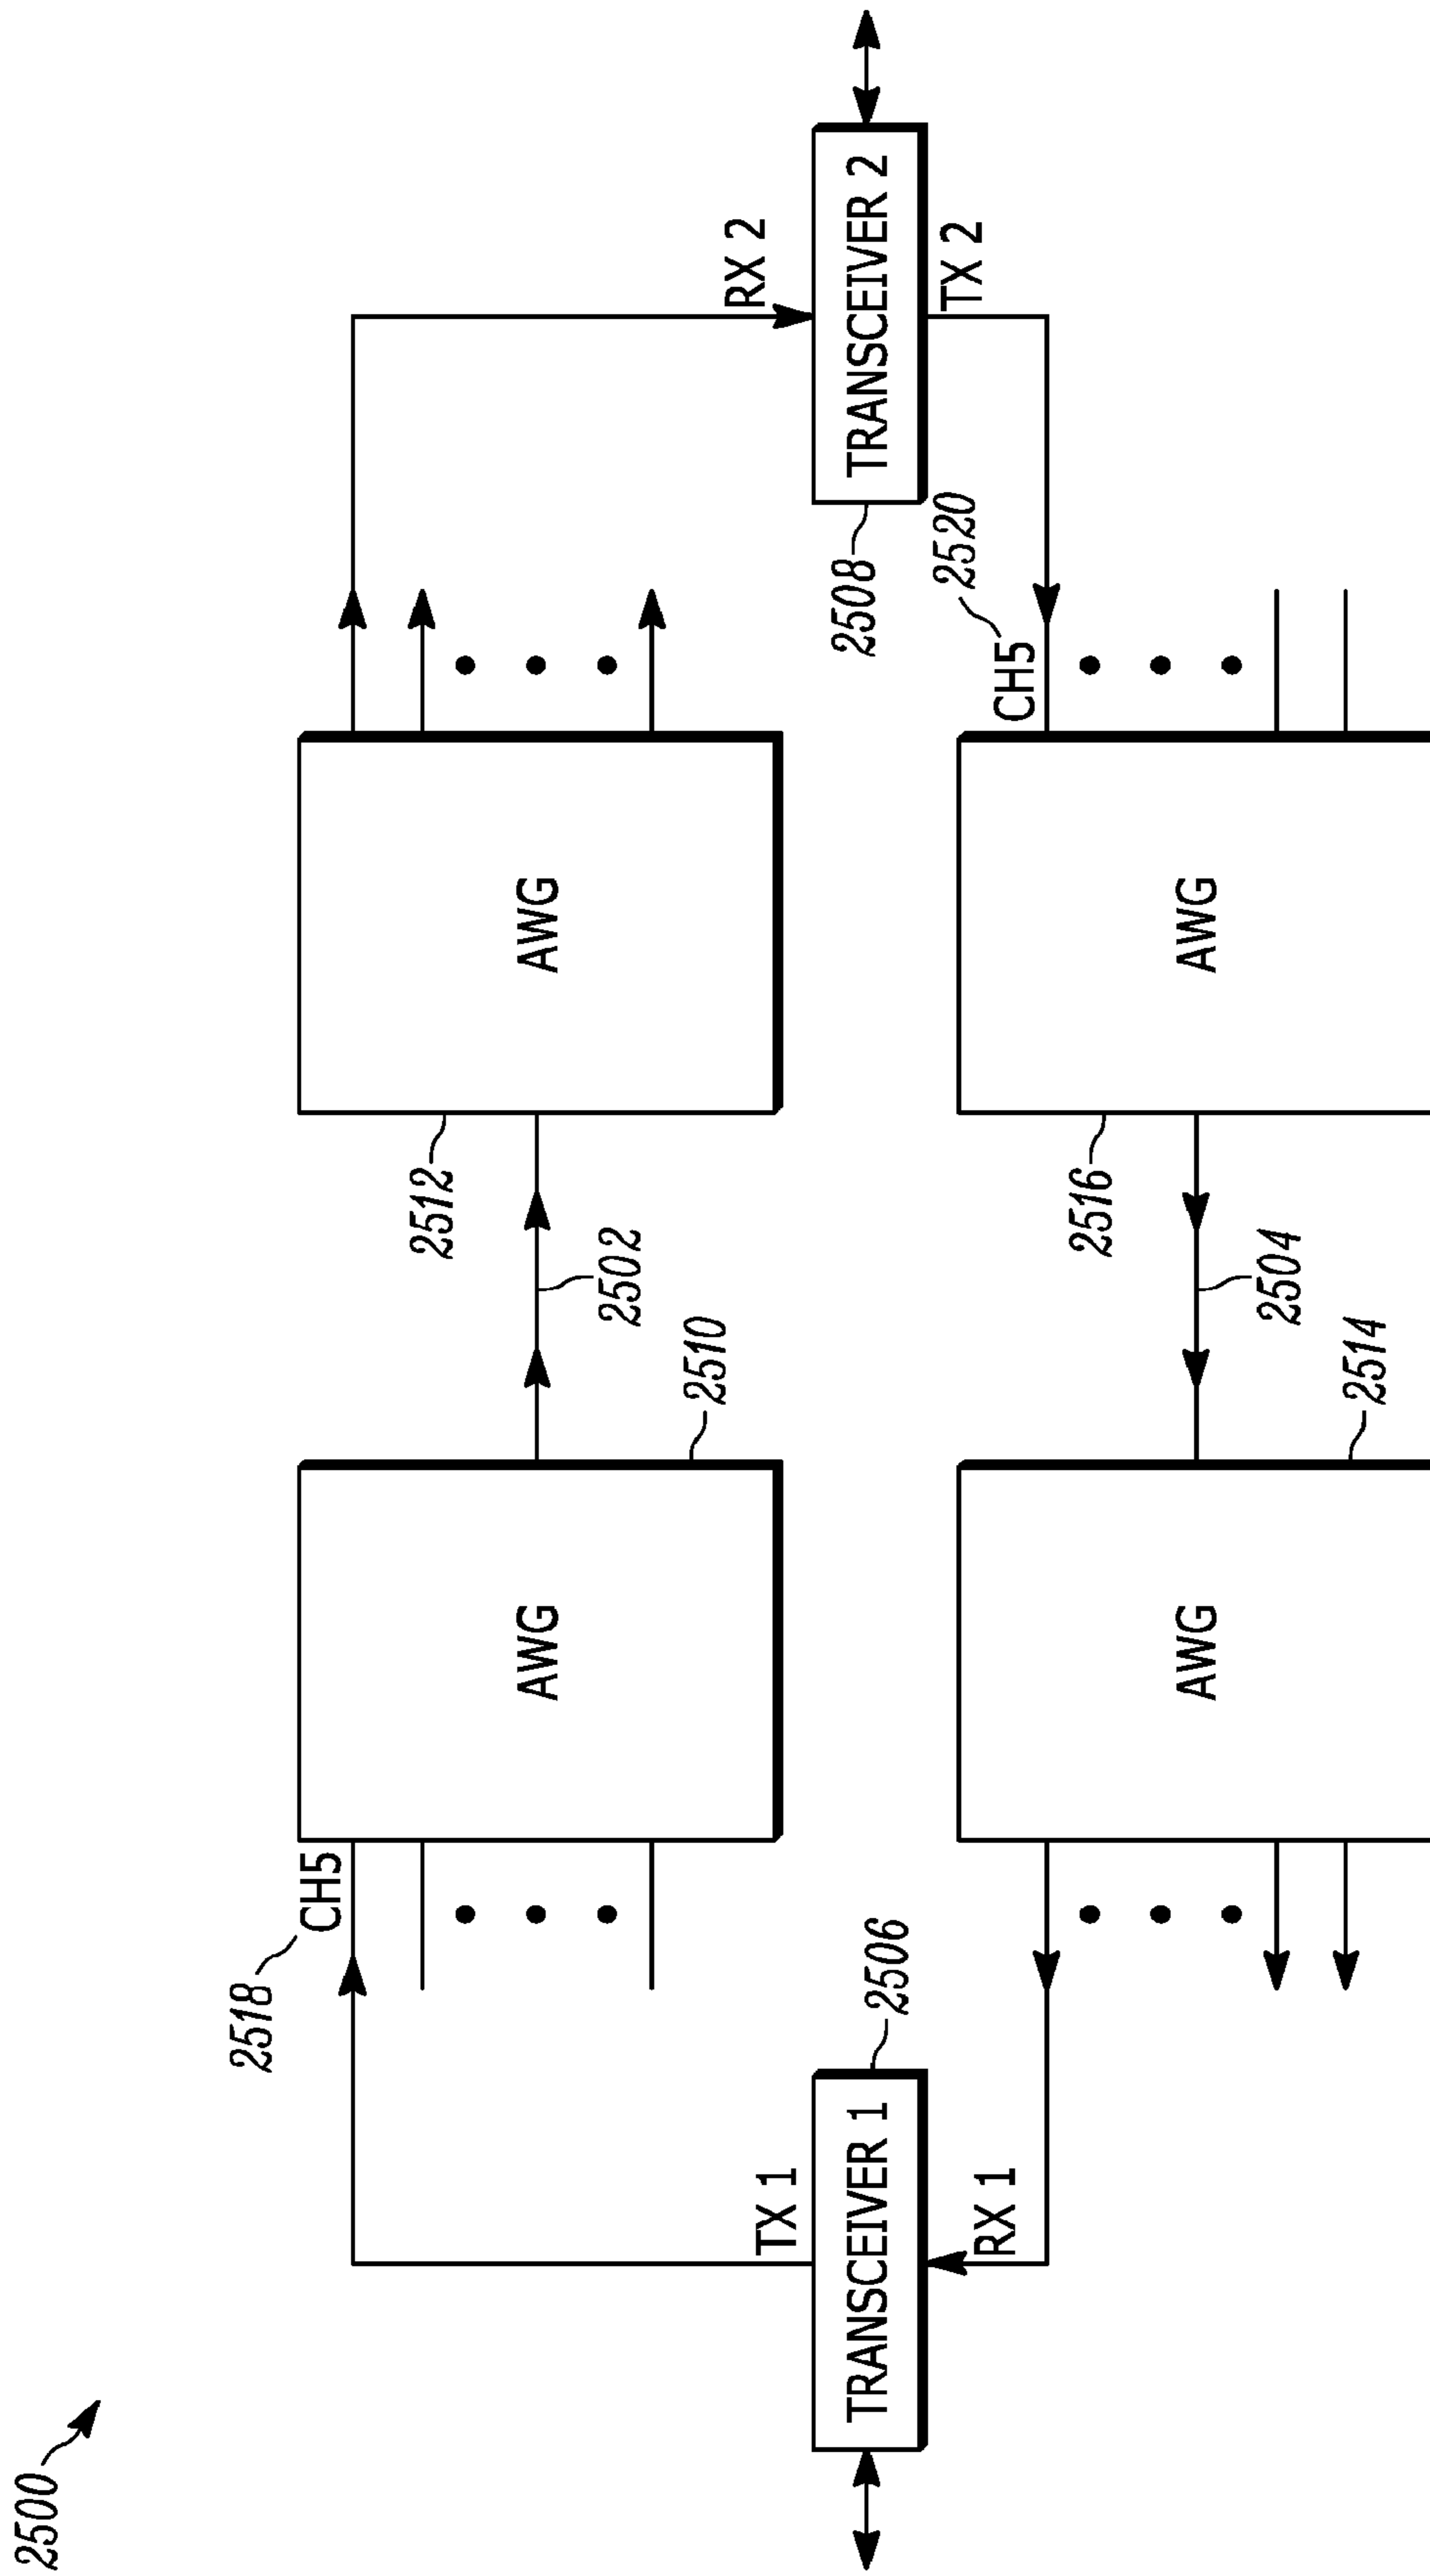 2500
2518
CH5
AWG
2510
2502
2512
AWG
TX 1
TRANSCEIVER 1
2506
RX 1
RX 2
TRANSCEIVER 2
2508
TX 2
2520
CH5
AWG
2514
2504
2516
AWG